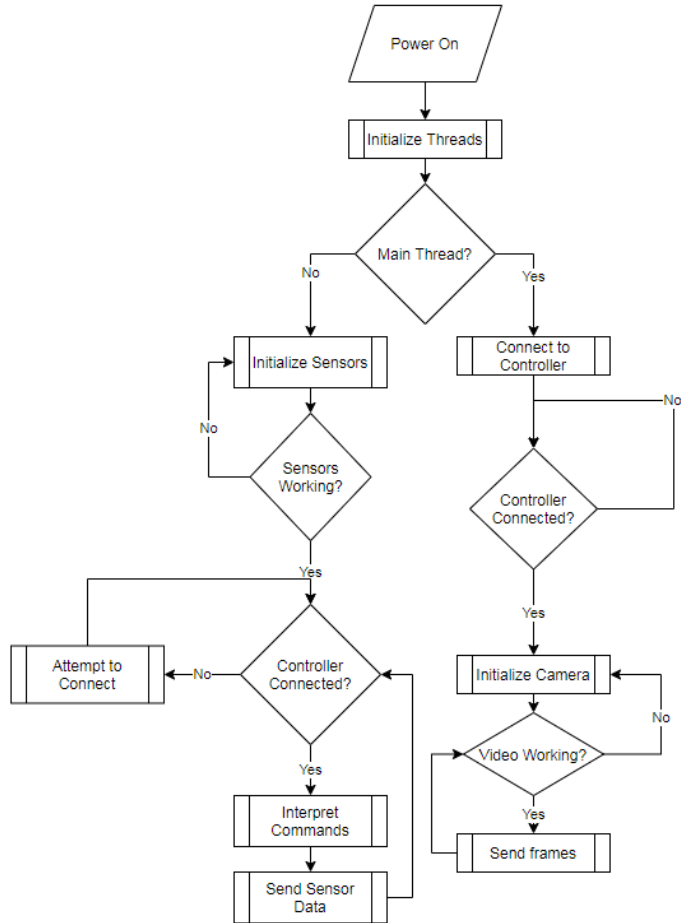 Power On
Initialize Threads
Main Thread?
No
Yes
Initialize Sensors
Connect to
Controller
No
No
Sensors
Working?
Controller
Connected?
Yes
Yes
Attempt to
Connect
No
Controller
Connected?
Initialize Camera
No
Video Working?
Yes
Yes
Interpret
Commands
Send frames
Send Sensor
Data